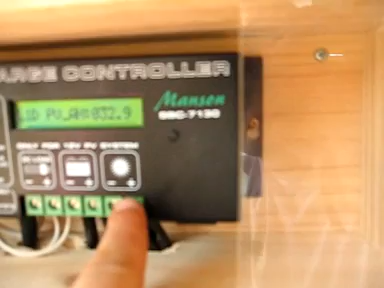 ARGE CONTROLLER
Manson
SBC-7130
ONLY FOR 12V PV SYSTEM